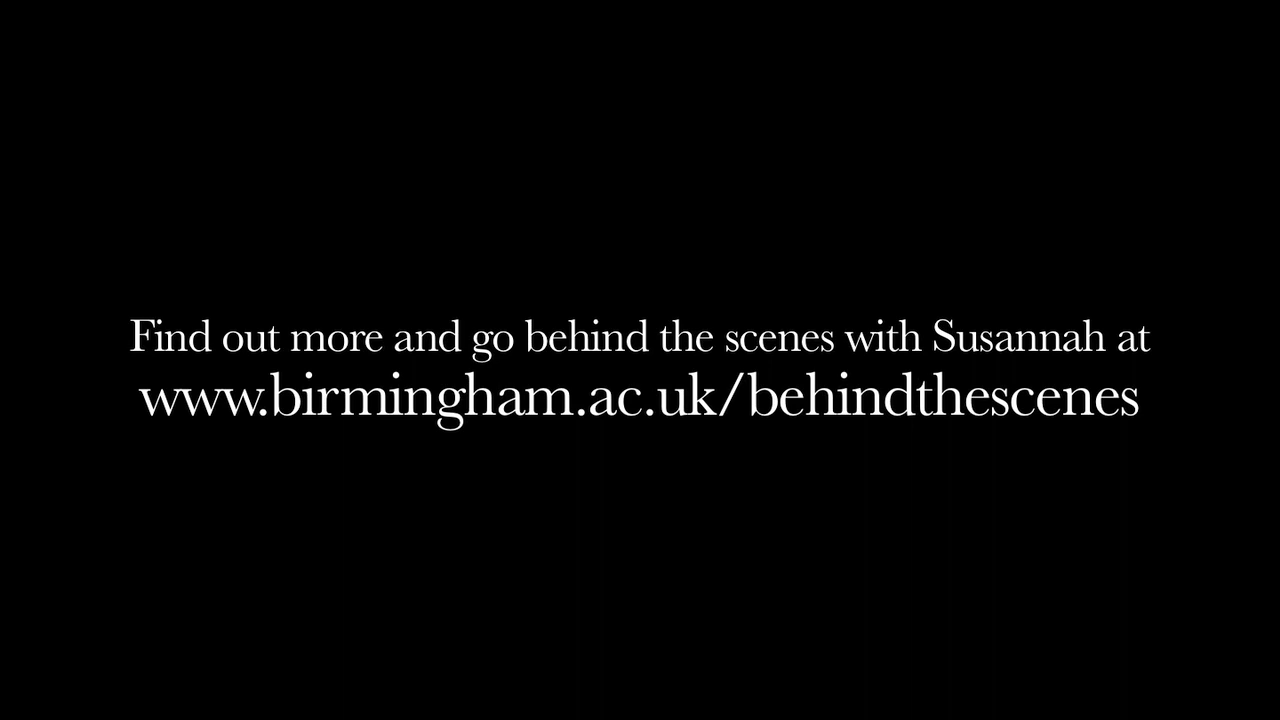 Find out more and go behind the scenes with Susannah at
www.birmingham.ac.uk/behindthescenes